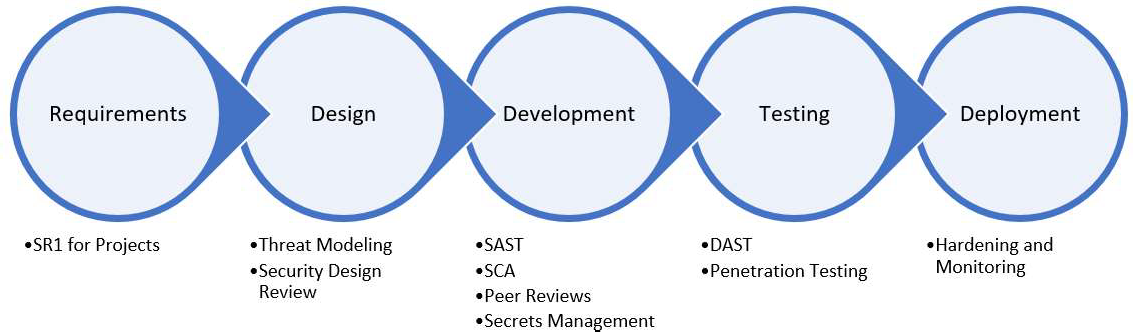 Requirements
Design
Development
Testing
Deployment
•SR1 for Projects
•Threat Modeling
•Security Design
Review
•SAST
•SCA
•Peer Reviews
•Secrets Management
•DAST
•Penetration Testing
•Hardening and
Monitoring